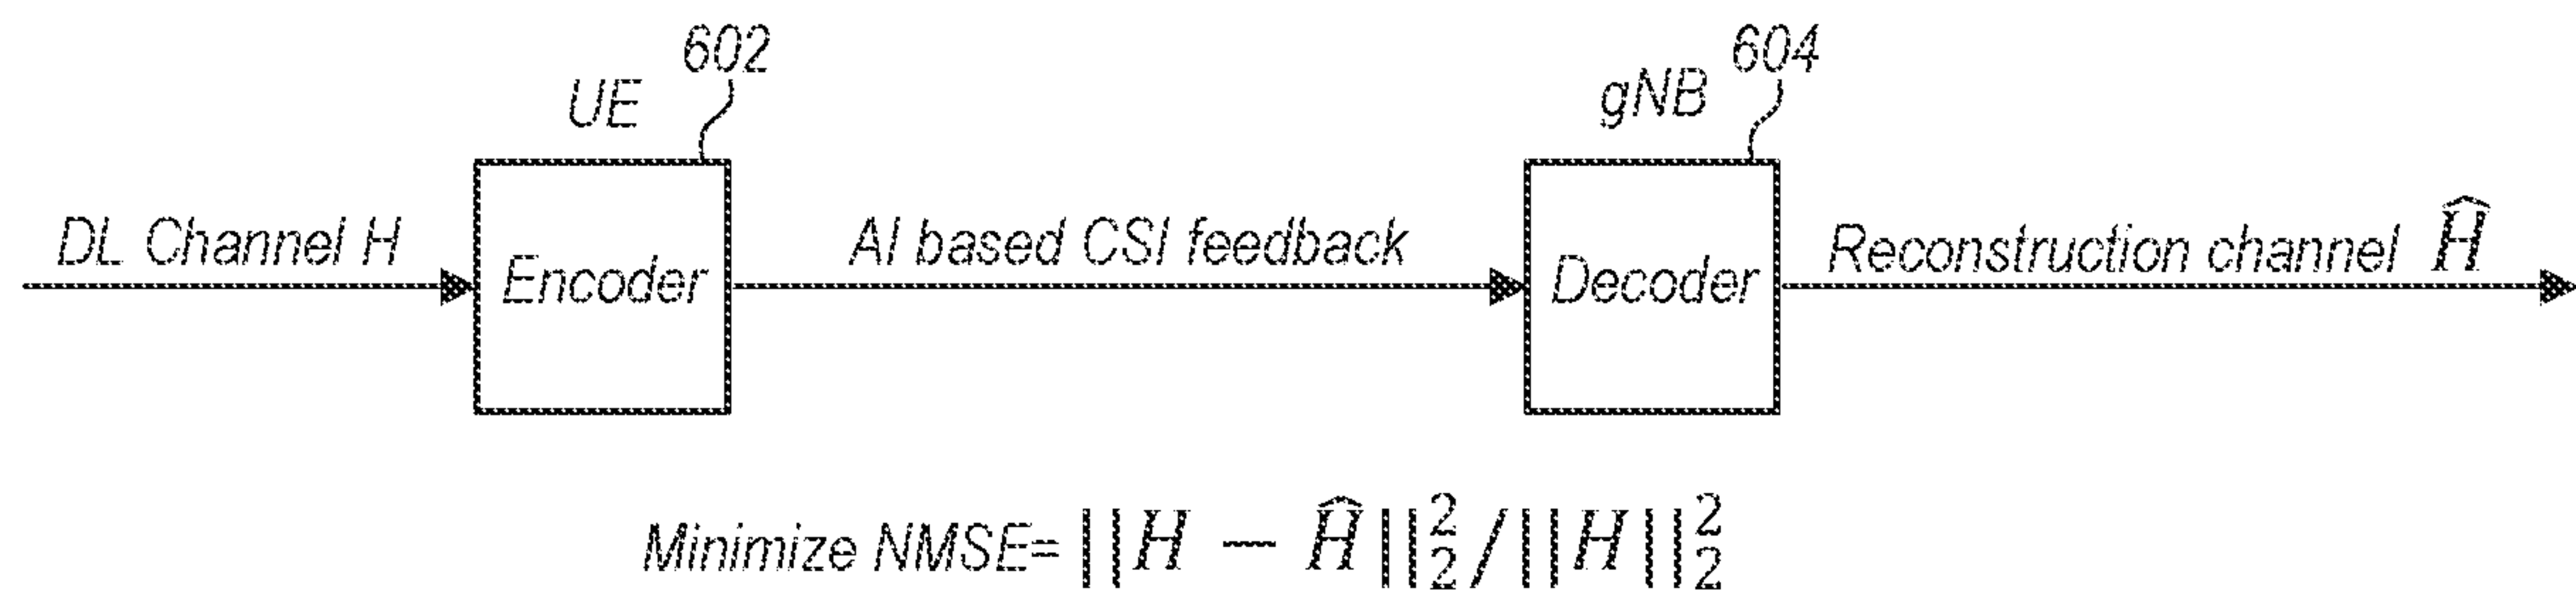 602
UE
604
gNB
DL Channel H
Encoder
AI based CSI feedback
Decoder
Reconstruction channel Ĥ
Minimize NMSE= ||H − Ĥ||₂²/||H||₂²